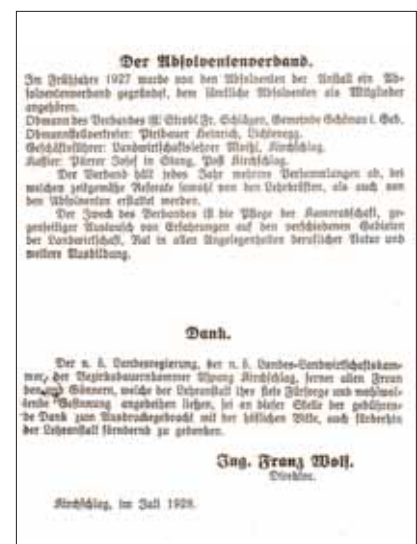 Der Absolventenverband.
Im Frühjahre 1927 wurde von den Absolventen der Anstalt ein Ab-
solventenverband gegründet, dem sämtliche Absolventen als Mitglieder
angehören.
Obmann des Verbandes ist Strobl Fr. Schlägen, Gemeinde Schönau i. Geb.
Obmannstellvertreter: Piribauer Heinrich, Lichtenegg.
Geschäftsführer: Landwirtschaftslehrer Kirchschlag.
Kassier: Josef in Stang, Post Kirchschlag.
Der Verband hält jedes Jahr mehrere Versammlungen ab, bei
welchen zeitgemäße Referate sowohl von den Lehrkräften, als auch von
den Absolventen erstattet werden.
Der Zweck des Verbandes ist die Pflege der Kameradschaft, ge-
genseitiger Austausch von Erfahrungen auf den verschiedenen Gebieten
der Landwirtschaft, Rat in allen Angelegenheiten beruflicher Natur und
weitere Ausbildung.
Dank.
Der n. ö. Landesregierung, der n. ö. Landes-Landwirtschaftskam-
mer, der Bezirksbauernkammer Aspang Kirchschlag, ferner allen Freun
den und Gönnern, welche der Lehranstalt ihre stete Fürsorge und wohlwol-
lende Gesinnung angedeihen ließen, sei an dieser Stelle der gebühren-
de Dank zum Ausdrucke gebracht mit der höflichen Bitte, auch fürderhin
der Lehranstalt fördernd zu gedenken.
Ing. Franz Wolf.
Direktor.
Kirchschlag, im Juli 1928.